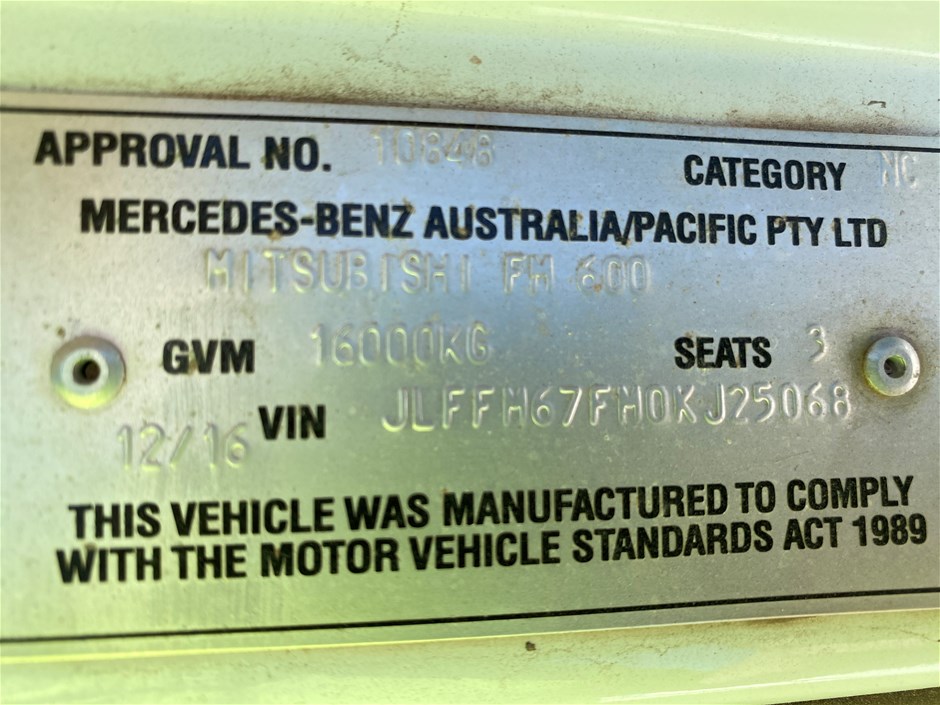 APPROVAL NO. 10848 CATEGORY NC
MERCEDES-BENZ AUSTRALIA/PACIFIC PTY LTD
MITSUBISHI FM 600
GVM 16000KG SEATS 3
12/16 VIN JLFFM67FH0KJ25068
THIS VEHICLE WAS MANUFACTURED TO COMPLY
WITH THE MOTOR VEHICLE STANDARDS ACT 1989